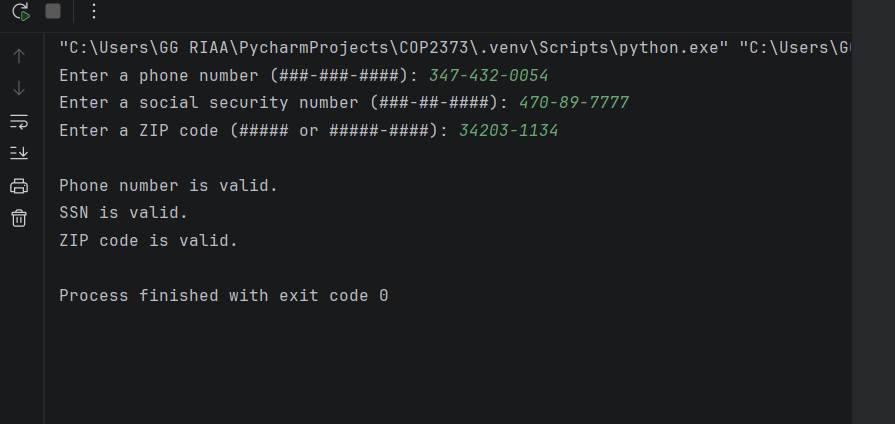 "C:\Users\GG RIAA\PycharmProjects\COP2373\.venv\Scripts\python.exe" "C:\Users\G
Enter a phone number (###-###-####): 347-432-0054
Enter a social security number (###-##-####): 470-89-7777
Enter a ZIP code (##### or #####-####): 34203-1134
Phone number is valid.
SSN is valid.
ZIP code is valid.
Process finished with exit code 0